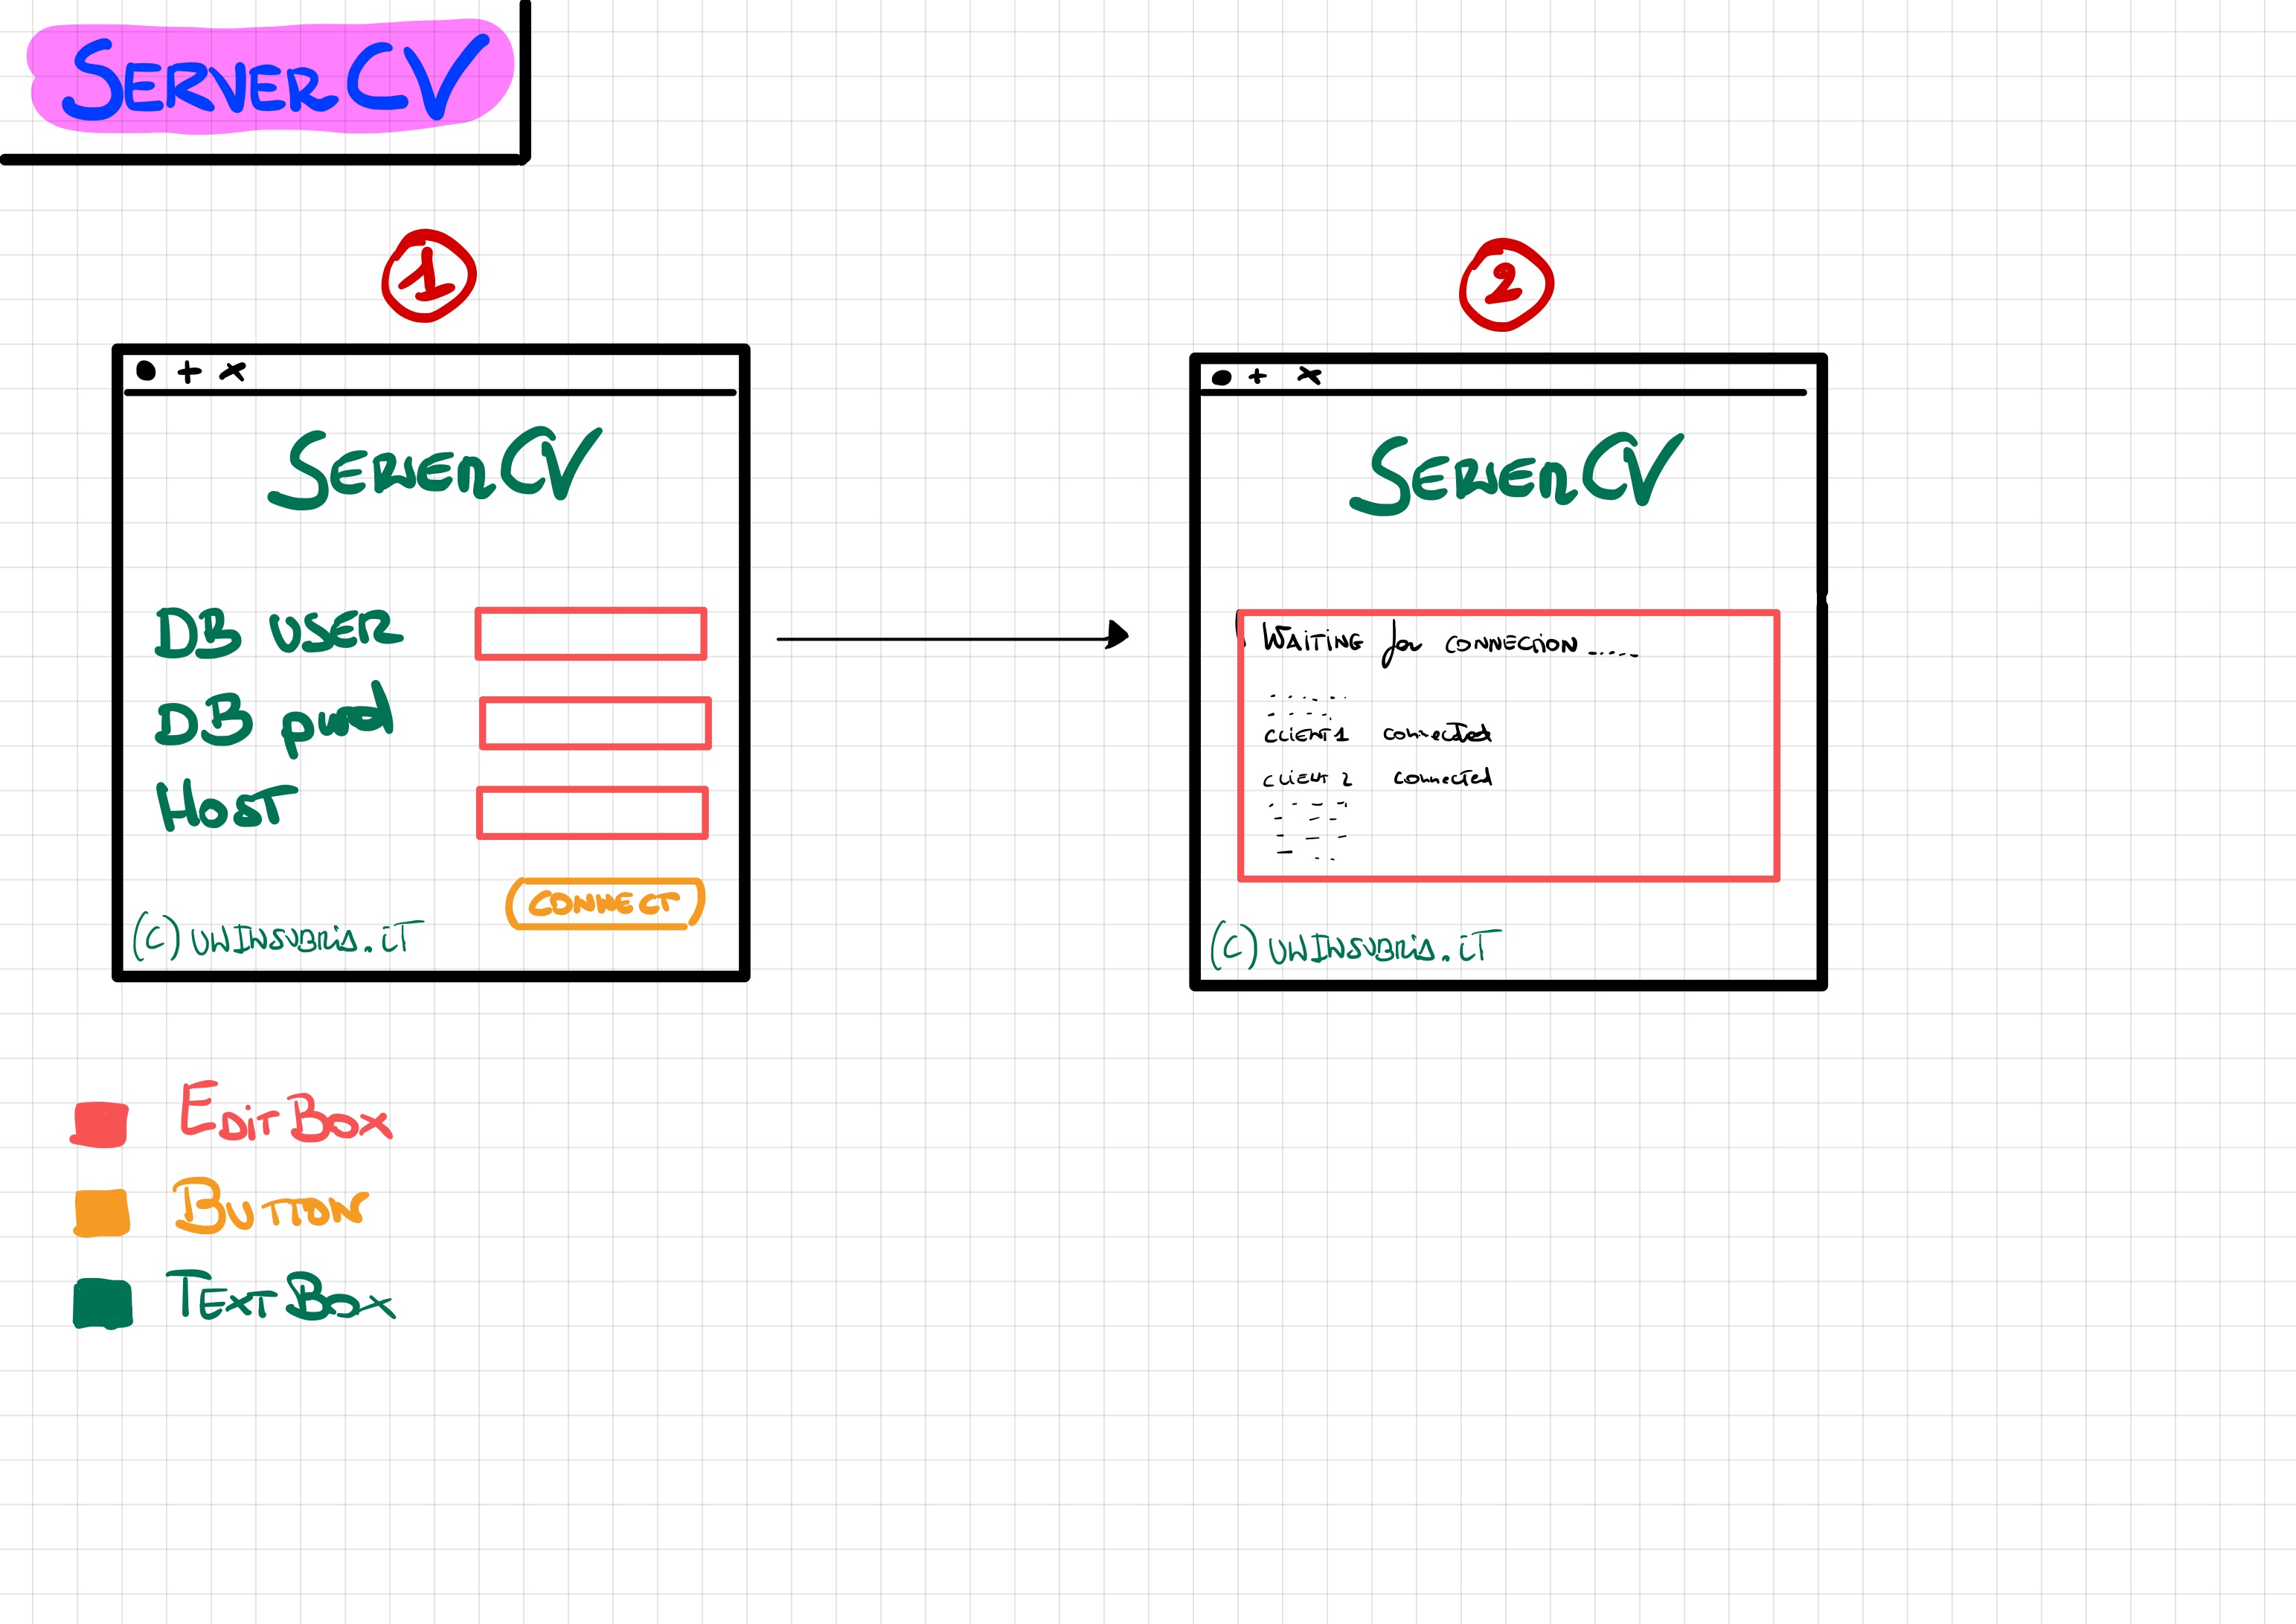 SERVER CV
1
SERVER CV
DB USER
DB pwd
HOST
CONNECT
(C) UNINSUBRIA.IT
2
SERVER CV
WAITING for CONNECION.....
CLIENT 1 connected
CLIENT 2 connected
(C) UNINSUBRIA.IT
EDIT BOX
BUTTON
TEXT BOX